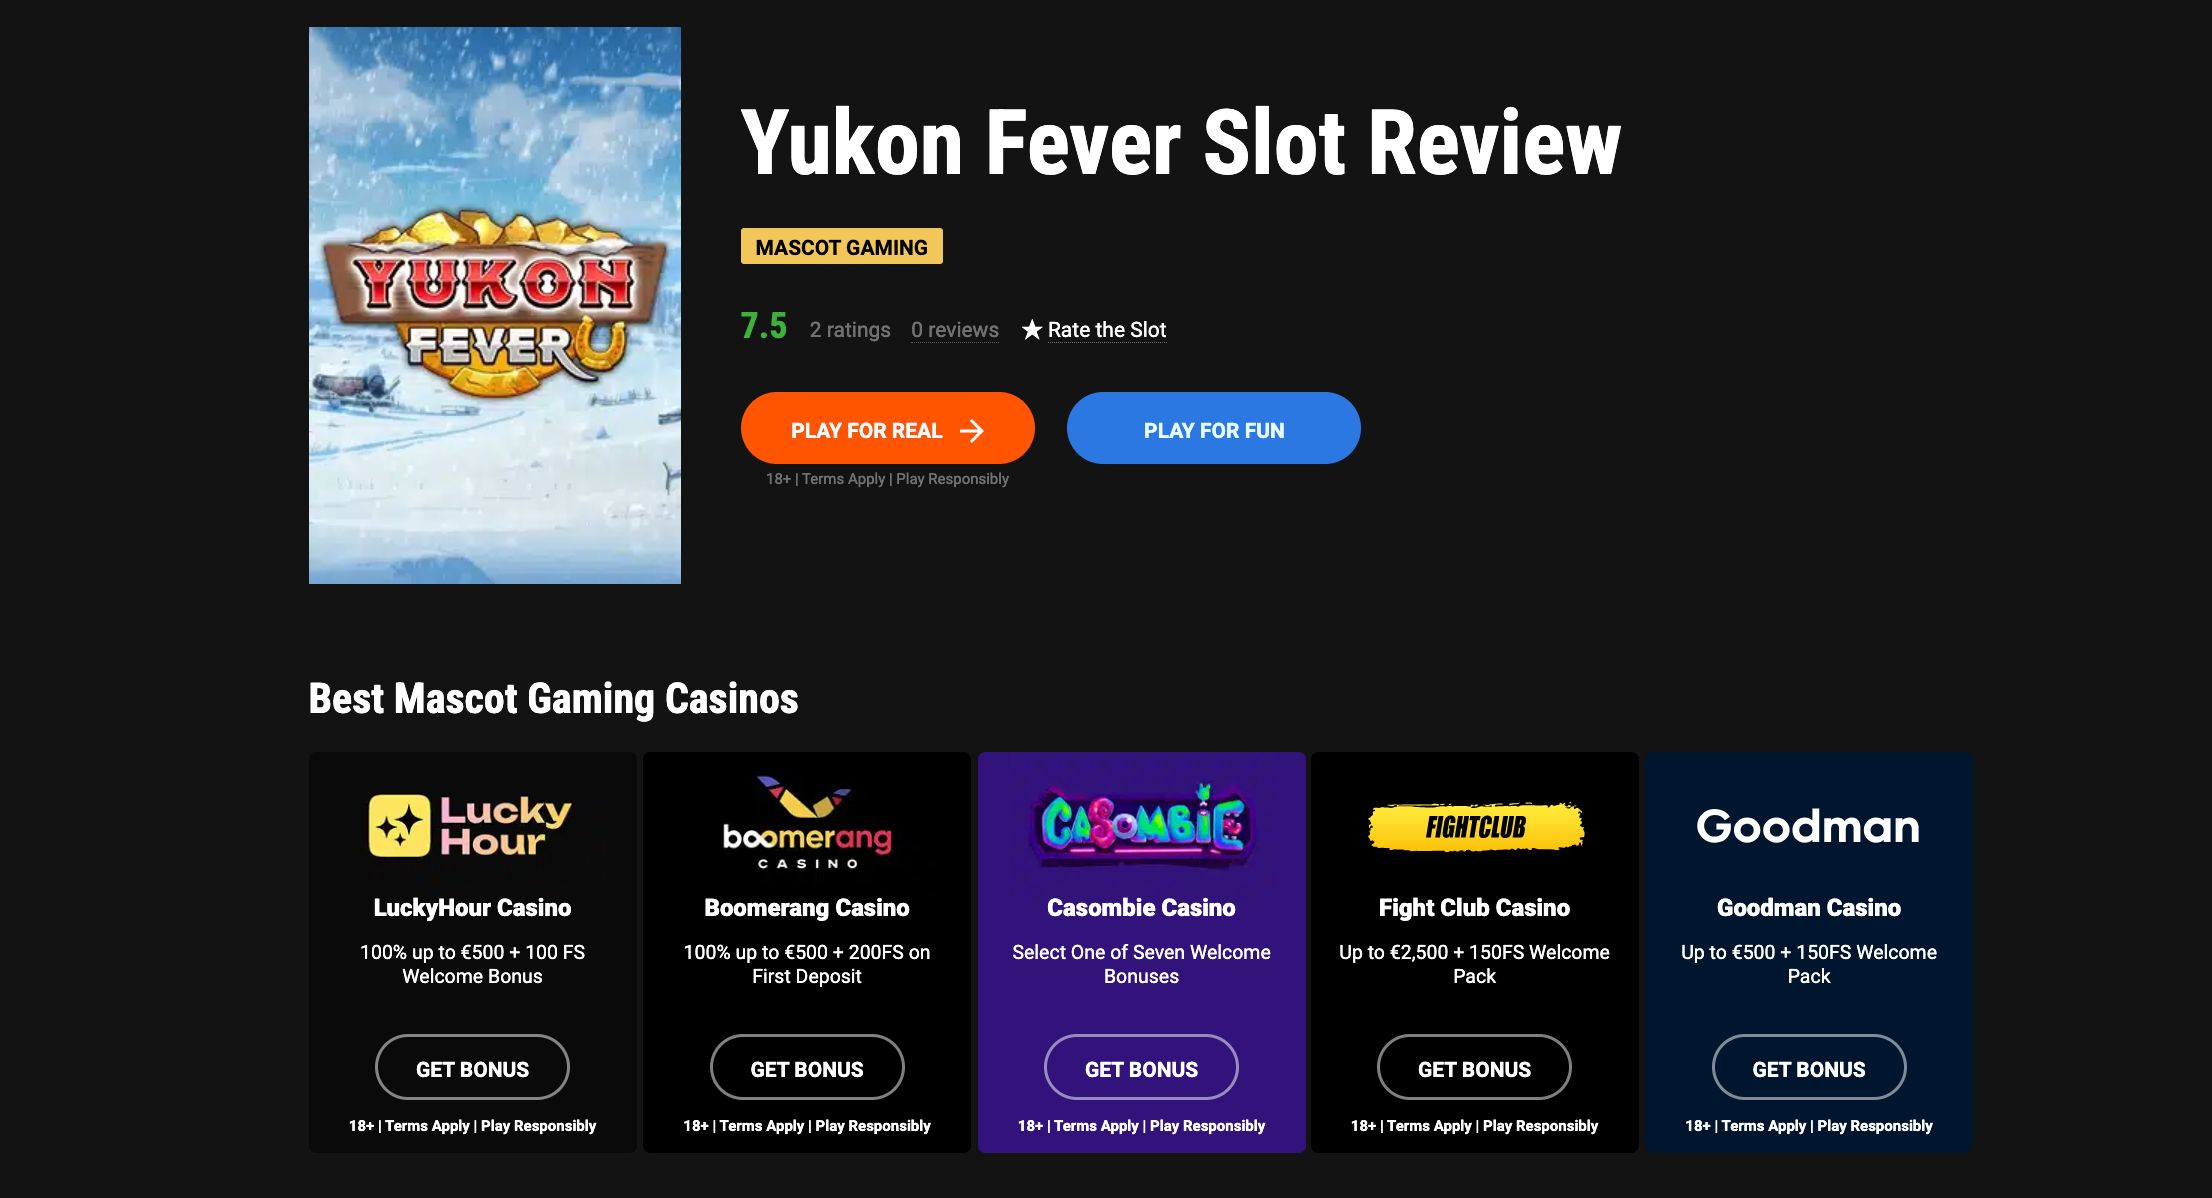 YUKON
FEVER
Yukon Fever Slot Review
MASCOT GAMING
7.5 2 ratings 0 reviews Rate the Slot
PLAY FOR REAL
PLAY FOR FUN
18+ | Terms Apply | Play Responsibly
Best Mascot Gaming Casinos
Lucky
Hour
LuckyHour Casino
100% up to €500 + 100 FS
Welcome Bonus
GET BONUS
18+ | Terms Apply | Play Responsibly
boomerang
CASINO
Boomerang Casino
100% up to €500 + 200FS on
First Deposit
GET BONUS
18+ | Terms Apply | Play Responsibly
CASOMBIE
Casombie Casino
Select One of Seven Welcome
Bonuses
GET BONUS
18+ | Terms Apply | Play Responsibly
FIGHTCLUB
Fight Club Casino
Up to €2,500 + 150FS Welcome
Pack
GET BONUS
18+ | Terms Apply | Play Responsibly
Goodman
Goodman Casino
Up to €500 + 150FS Welcome
Pack
GET BONUS
18+ | Terms Apply | Play Responsibly